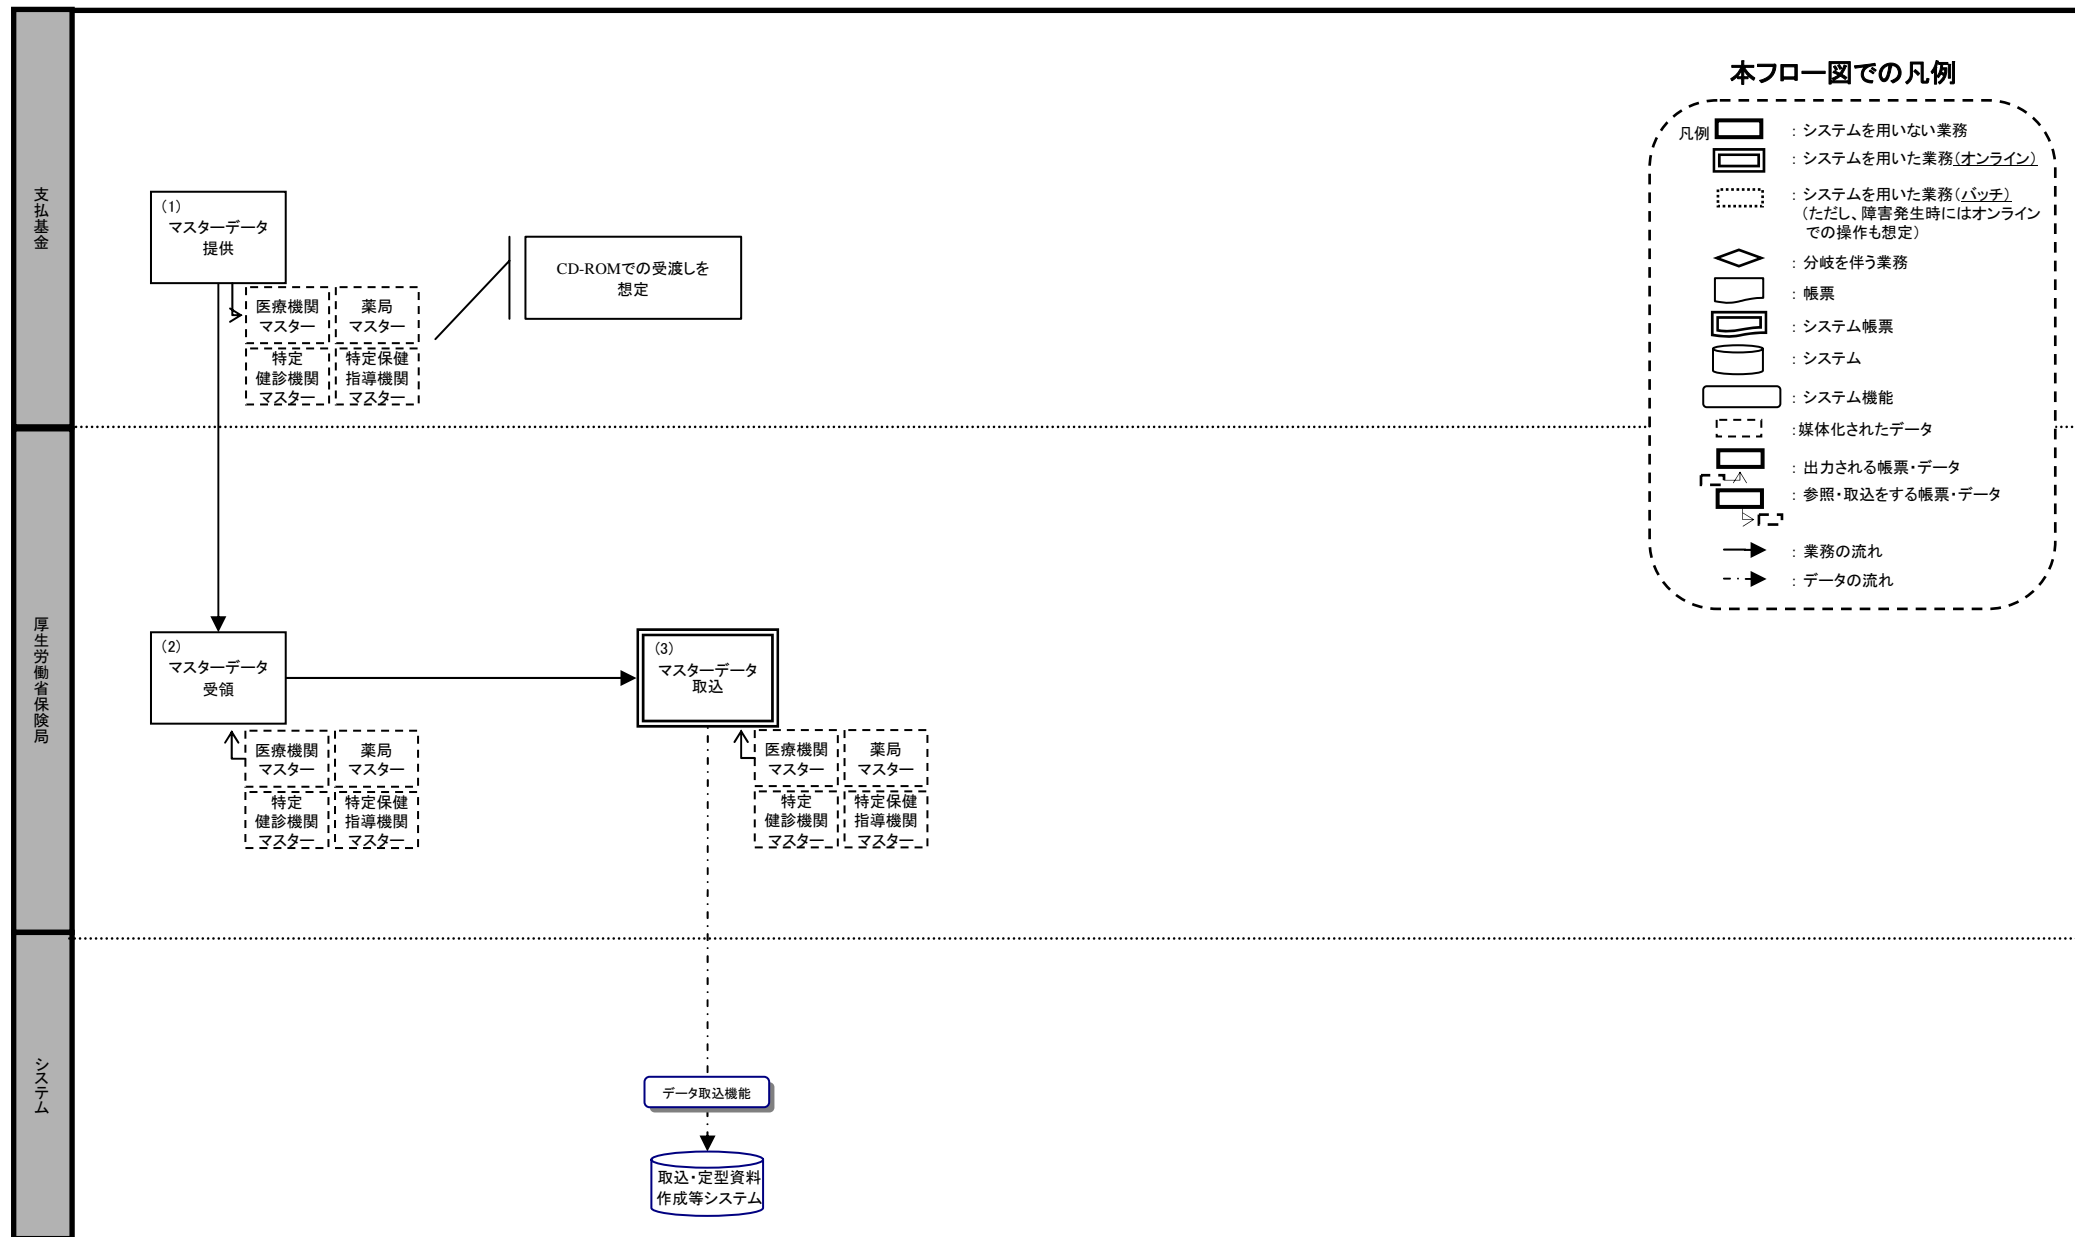 支払基金
(1)
マスターデータ
提供
医療機関
マスター
薬局
マスター
特定
健診機関
マスター
特定保健
指導機関
マスター
CD-ROMでの受渡しを
想定
本フロー図での凡例
凡例
：システムを用いない業務
：システムを用いた業務(オンライン)
：システムを用いた業務(バッチ)
(ただし、障害発生時にはオンライン
での操作も想定)
：分岐を伴う業務
：帳票
：システム帳票
：システム
：システム機能
：媒体化されたデータ
：出力される帳票・データ
：参照・取込をする帳票・データ
：業務の流れ
：データの流れ
厚生労働省保険局
(2)
マスターデータ
受領
医療機関
マスター
薬局
マスター
特定
健診機関
マスター
特定保健
指導機関
マスター
(3)
マスターデータ
取込
医療機関
マスター
薬局
マスター
特定
健診機関
マスター
特定保健
指導機関
マスター
システム
データ取込機能
取込・定型資料
作成等システム